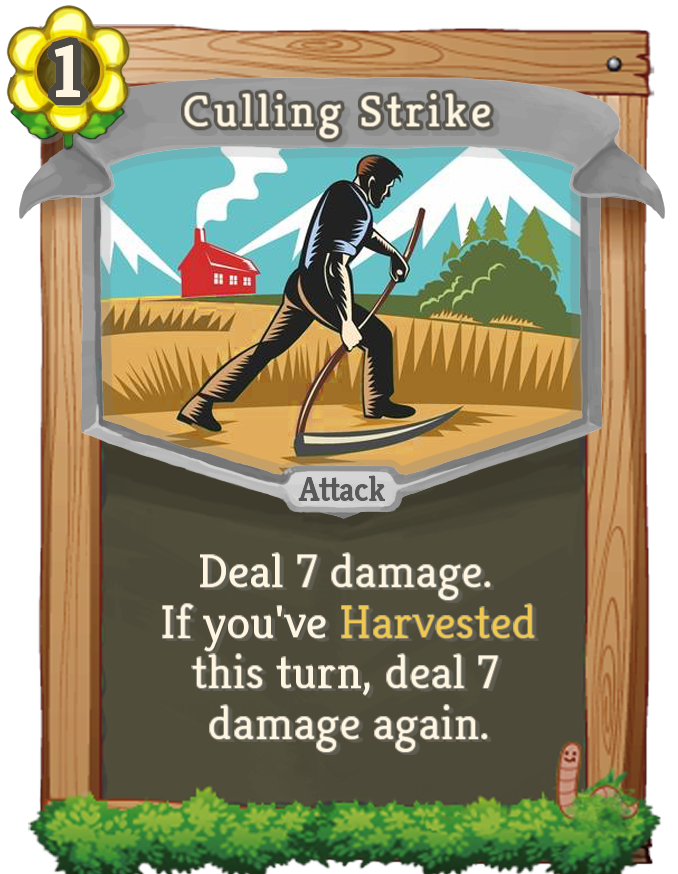 1
Culling Strike
Attack
Deal 7 damage.
If you've Harvested
this turn, deal 7
damage again.